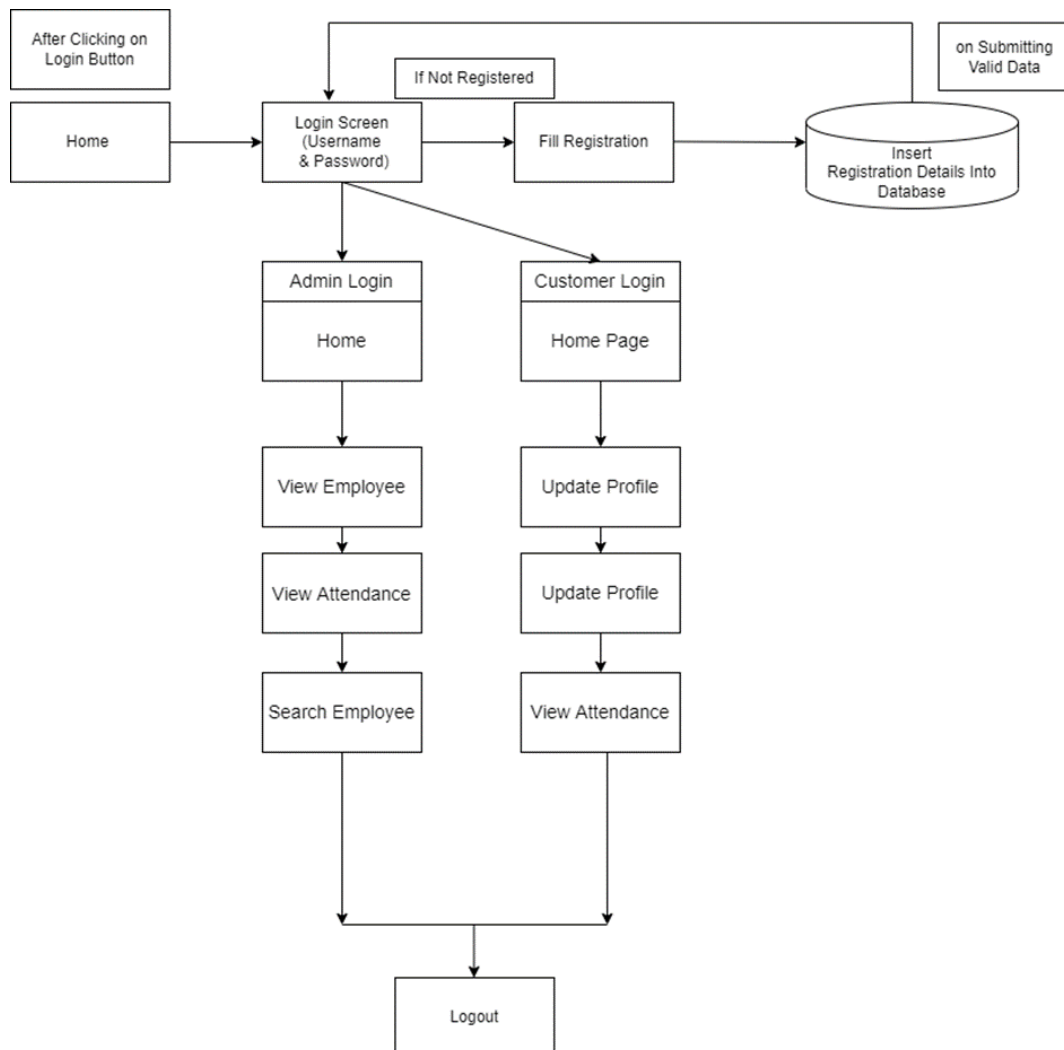 After Clicking on
Login Button
on Submitting
Valid Data
If Not Registered
Home
Login Screen
(Username
& Password)
Fill Registration
Insert
Registration Details Into
Database
Admin Login
Home
Customer Login
Home Page
View Employee
Update Profile
View Attendance
Update Profile
Search Employee
View Attendance
Logout